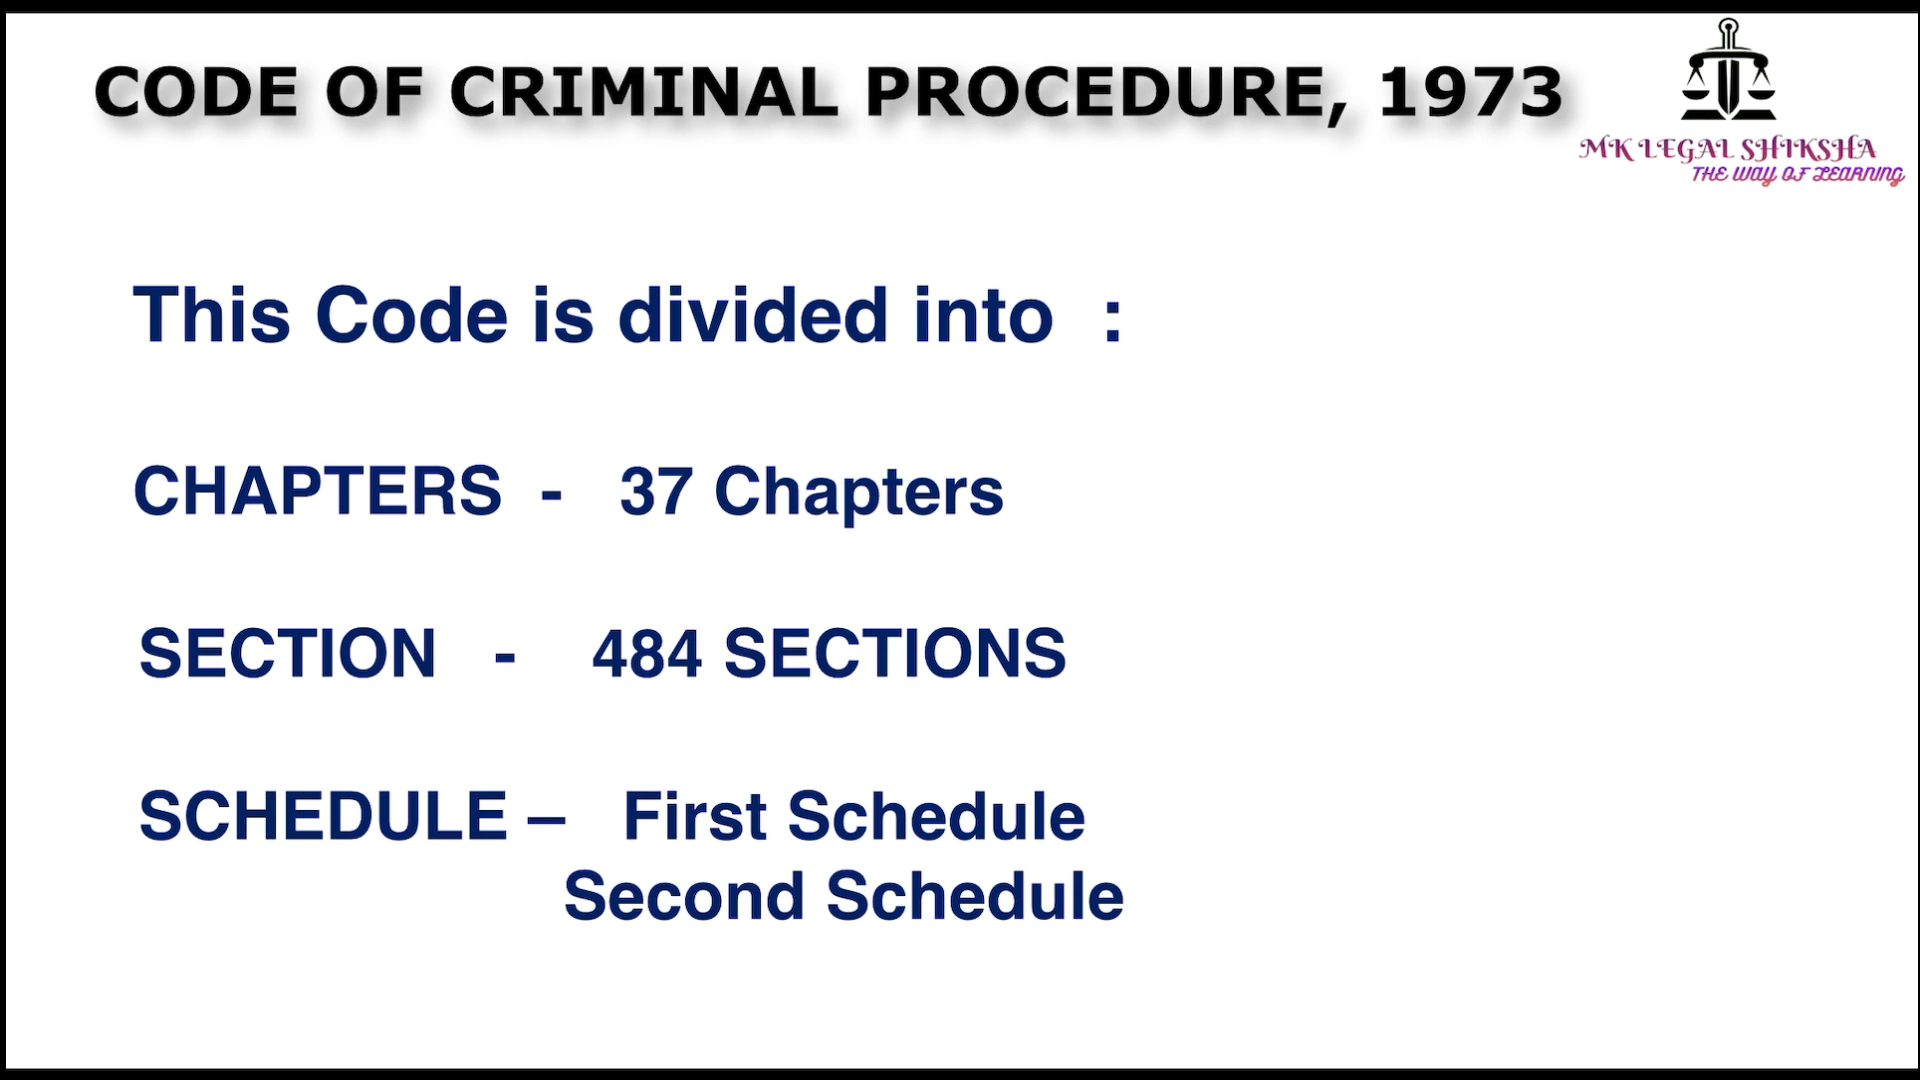 CODE OF CRIMINAL PROCEDURE, 1973
MK LEGAL SHIKSHA
THE WAY OF LEARNING
This Code is divided into :
CHAPTERS - 37 Chapters
SECTION - 484 SECTIONS
SCHEDULE – First Schedule
Second Schedule